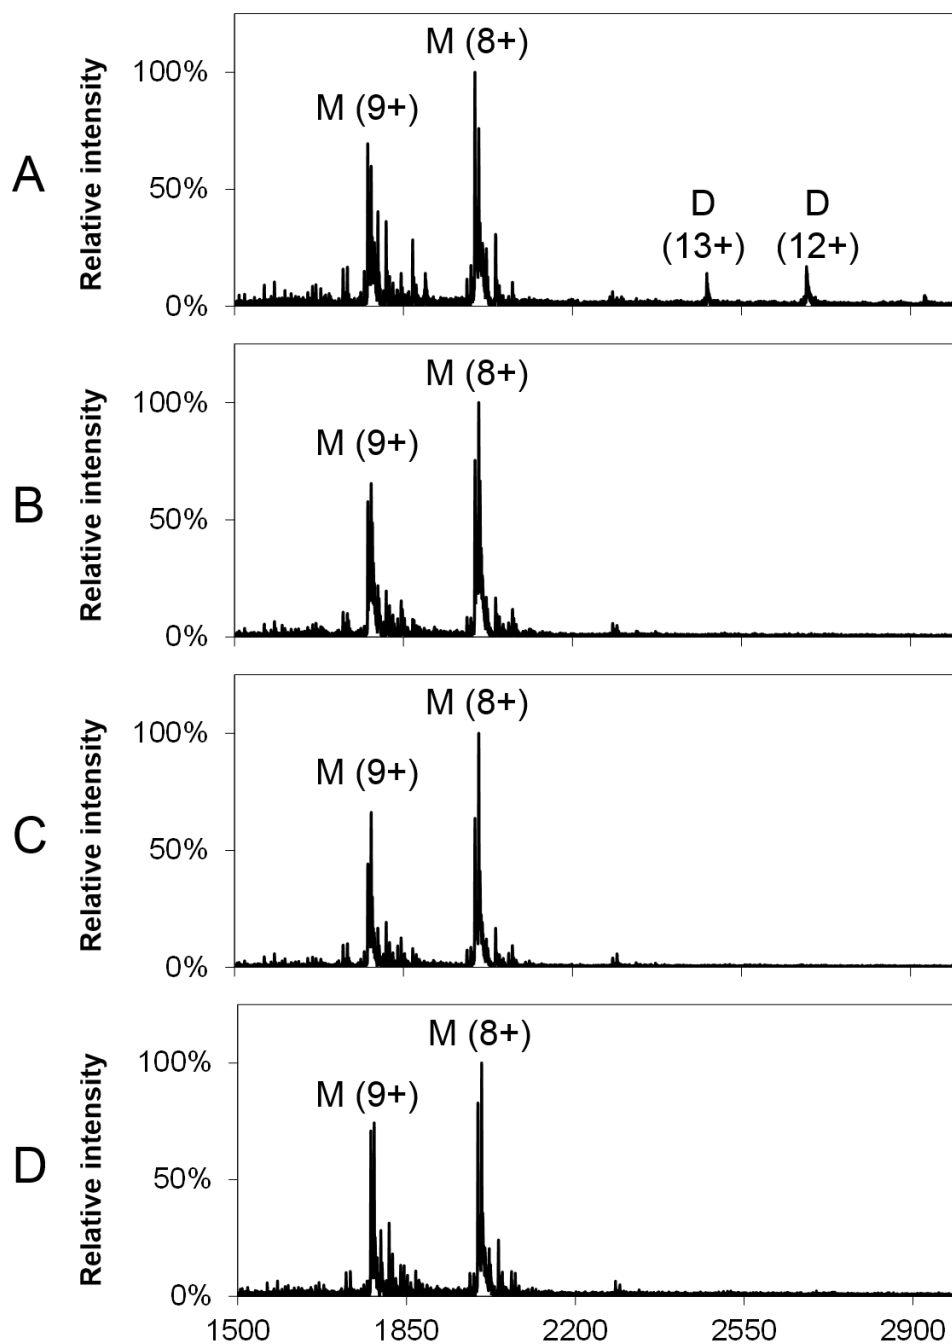 A
Relative intensity
100%
50%
0%
M (9+)
M (8+)
D
(13+)
D
(12+)
B
Relative intensity
100%
50%
0%
M (9+)
M (8+)
C
Relative intensity
100%
50%
0%
M (9+)
M (8+)
D
Relative intensity
100%
50%
0%
M (9+)
M (8+)
1500 1850 2200 2550 2900